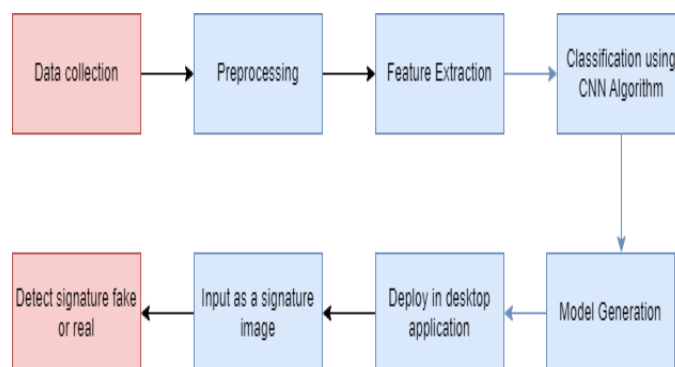 Data collection
Preprocessing
Feature Extraction
Classification using
CNN Algorithm
Detect signature fake
or real
Input as a signature
image
Deploy in desktop
application
Model Generation